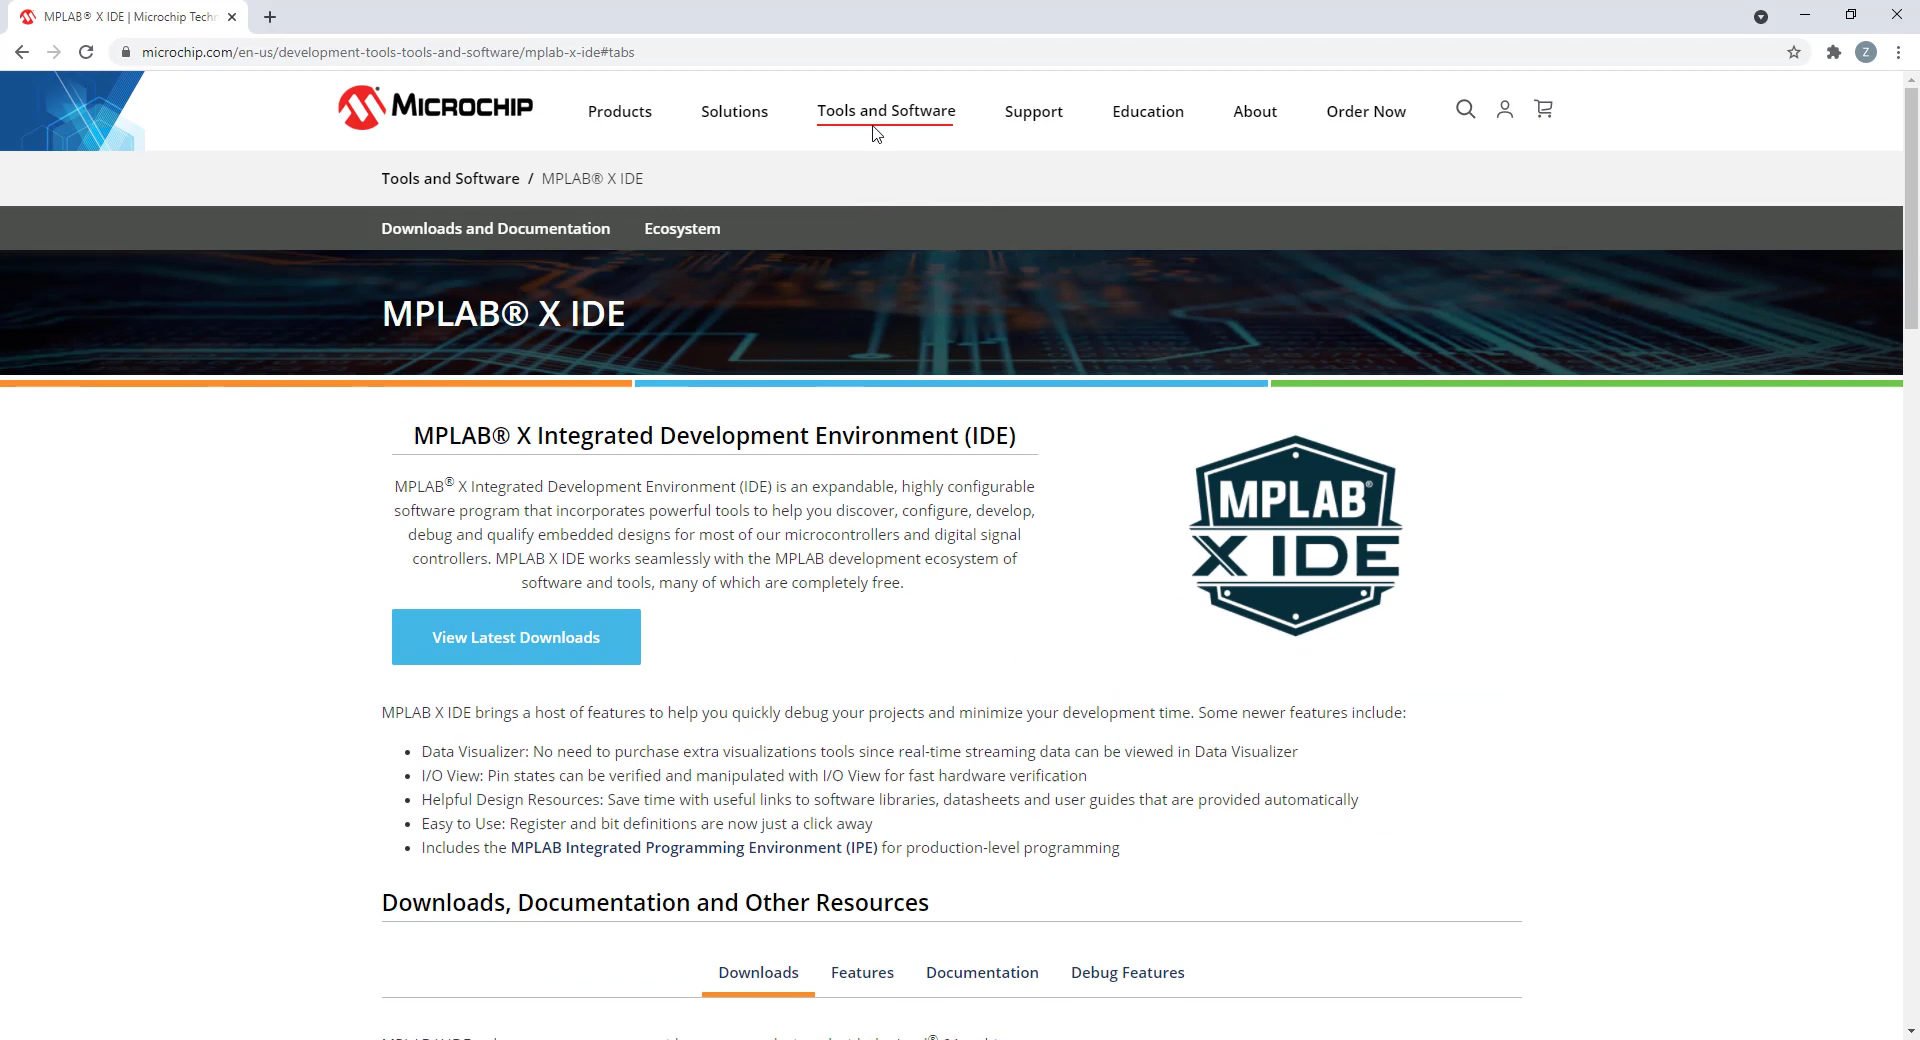 MPLAB® X IDE | Microchip Techn
microchip.com/en-us/development-tools-tools-and-software/mplab-x-ide#tabs
Z
MICROCHIP
Products
Solutions
Tools and Software
Support
Education
About
Order Now
Tools and Software / MPLAB® X IDE
Downloads and Documentation
Ecosystem
MPLAB® X IDE
MPLAB® X Integrated Development Environment (IDE)
MPLAB® X Integrated Development Environment (IDE) is an expandable, highly configurable
software program that incorporates powerful tools to help you discover, configure, develop,
debug and qualify embedded designs for most of our microcontrollers and digital signal
controllers. MPLAB X IDE works seamlessly with the MPLAB development ecosystem of
software and tools, many of which are completely free.
View Latest Downloads
MPLAB®
X IDE
MPLAB X IDE brings a host of features to help you quickly debug your projects and minimize your development time. Some newer features include:
• Data Visualizer: No need to purchase extra visualizations tools since real-time streaming data can be viewed in Data Visualizer
• I/O View: Pin states can be verified and manipulated with I/O View for fast hardware verification
• Helpful Design Resources: Save time with useful links to software libraries, datasheets and user guides that are provided automatically
• Easy to Use: Register and bit definitions are now just a click away
• Includes the MPLAB Integrated Programming Environment (IPE) for production-level programming
Downloads, Documentation and Other Resources
Downloads
Features
Documentation
Debug Features